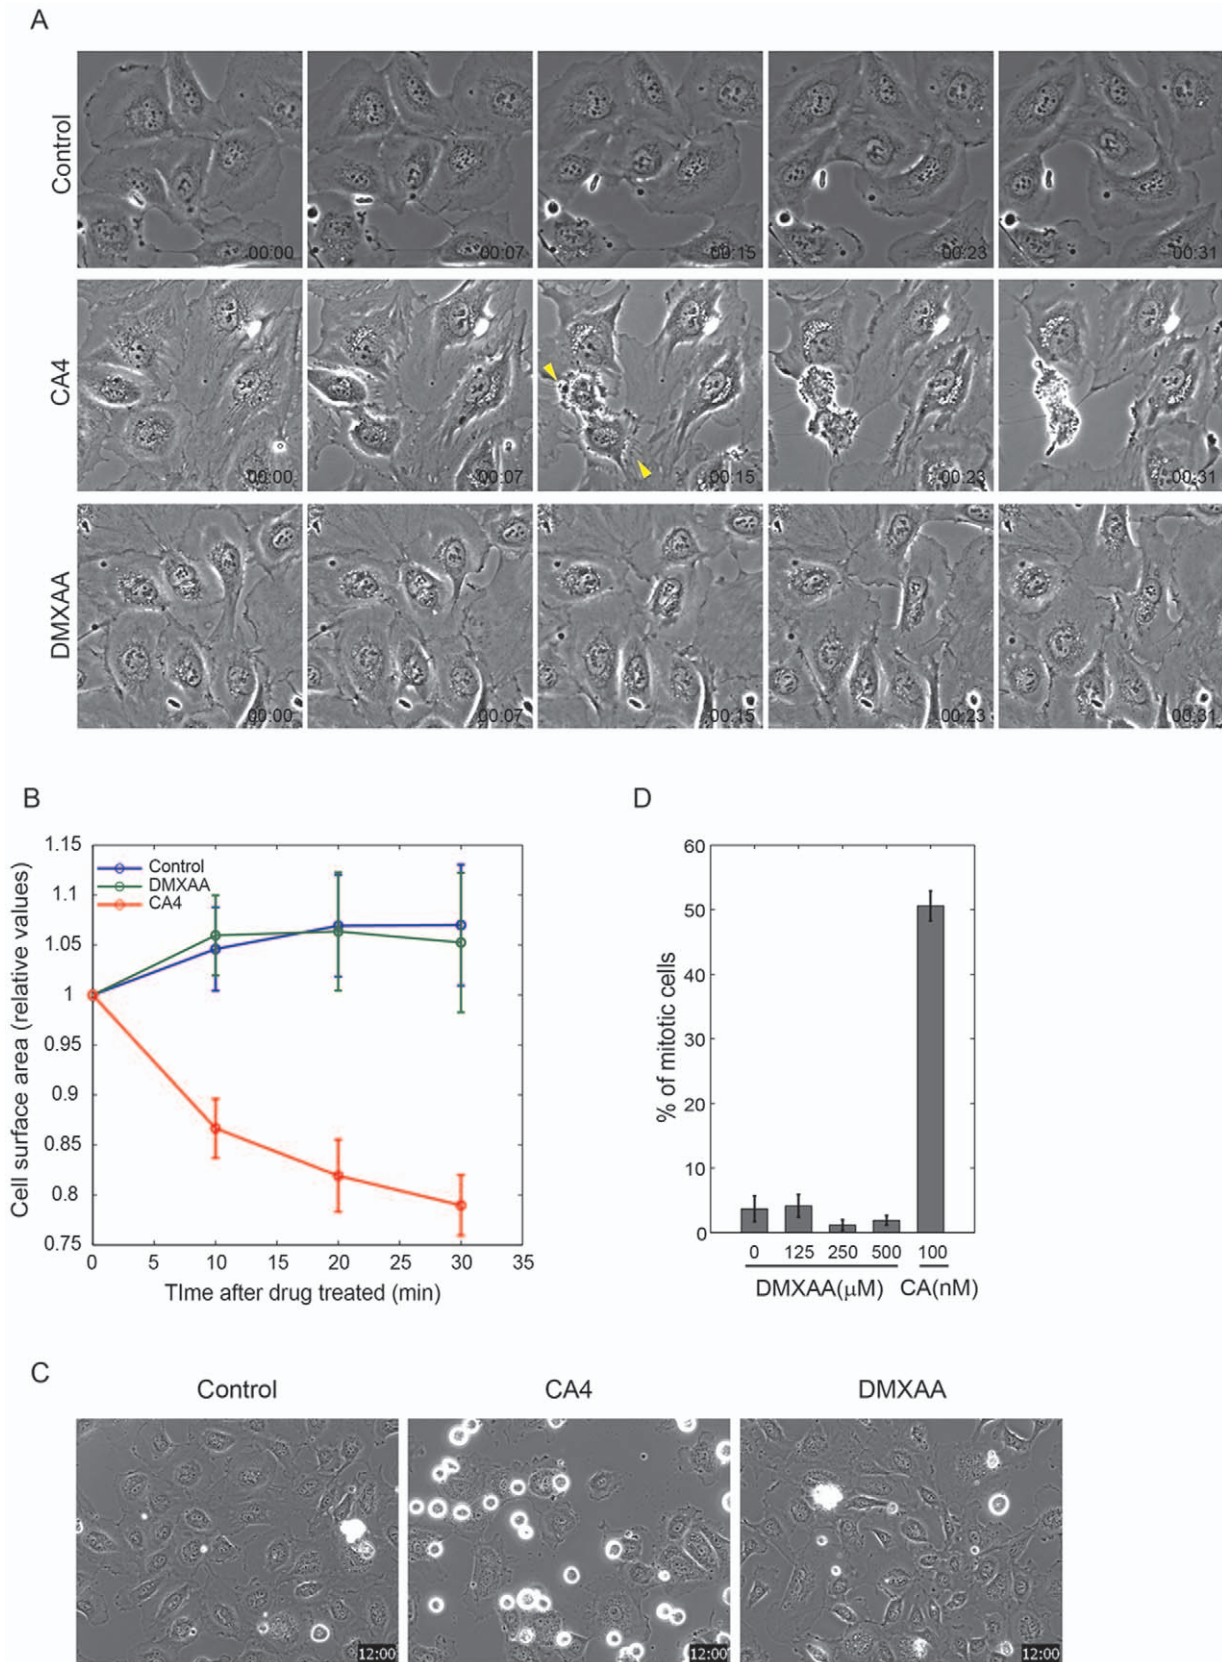 A
Control
00:00
00:07
00:15
00:23
00:31
CA4
00:00
00:07
00:15
00:23
00:31
DMXAA
00:00
00:07
00:15
00:23
00:31
B
Cell surface area (relative values)
1.15
1.1
1.05
1
0.95
0.9
0.85
0.8
0.75
Control
DMXAA
CA4
0 5 10 15 20 25 30 35
TIme after drug treated (min)
D
% of mitotic cells
60
50
40
30
20
10
0
0 125 250 500 100
DMXAA(μM) CA(nM)
C
Control CA4 DMXAA
12:00 12:00 12:00